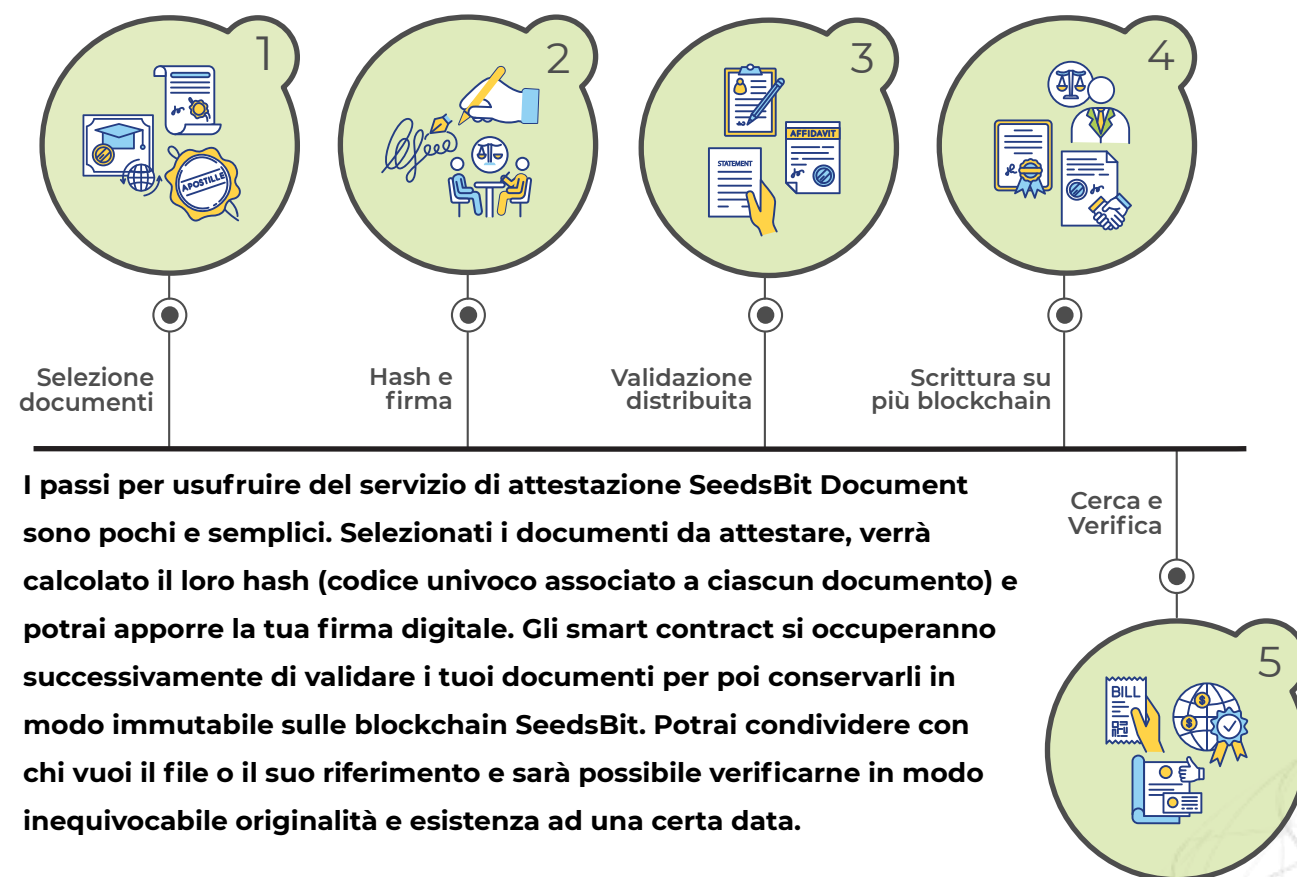 1
2
3
4
APOSTILLE
AFFIDAVIT
STATEMENT
Selezione
documenti
Hash e
firma
Validazione
distribuita
Scrittura su
più blockchain
I passi per usufruire del servizio di attestazione SeedsBit Document
sono pochi e semplici. Selezionati i documenti da attestare, verrà
calcolato il loro hash (codice univoco associato a ciascun documento) e
potrai apporre la tua firma digitale. Gli smart contract si occuperanno
successivamente di validare i tuoi documenti per poi conservarli in
modo immutabile sulle blockchain SeedsBit. Potrai condividere con
chi vuoi il file o il suo riferimento e sarà possibile verificarne in modo
inequivocabile originalità e esistenza ad una certa data.
Cerca e
Verifica
5
BILL
$
$